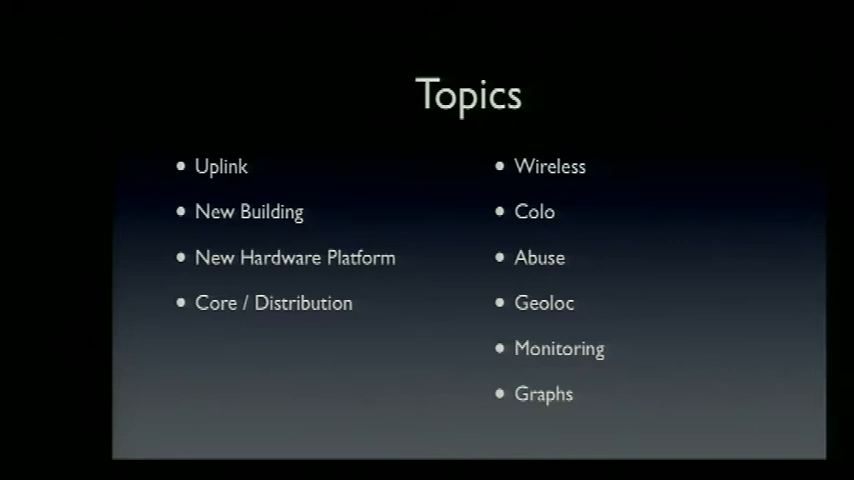 Topics
• Uplink
• New Building
• New Hardware Platform
• Core / Distribution
• Wireless
• Colo
• Abuse
• Geoloc
• Monitoring
• Graphs